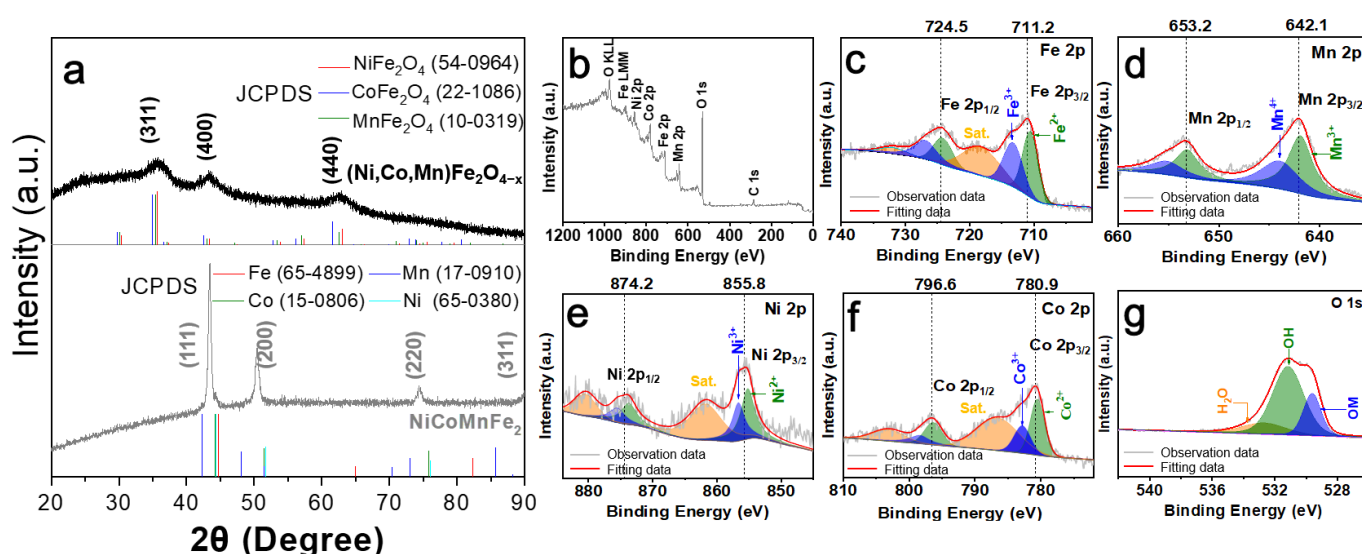 a
NiFe₂O₄ (54-0964)
JCPDS
CoFe₂O₄ (22-1086)
MnFe₂O₄ (10-0319)
(311)
(400)
(440)
(Ni,Co,Mn)Fe₂O₄₋ₓ
JCPDS
Fe (65-4899)
Mn (17-0910)
Co (15-0806)
Ni (65-0380)
(111)
(200)
(220)
(311)
NiCoMnFe₂
Intensity (a.u.)
20 30 40 50 60 70 80 90
2θ (Degree)
b
O KLL
Fe LMM
Ni 2p
Co 2p
Fe 2p
Mn 2p
O 1s
C 1s
Intensity (a.u.)
1200 1000 800 600 400 200 0
Binding Energy (eV)
724.5 711.2
c
Fe 2p
Fe 2p₁/₂
Sat.
Fe³⁺
Fe 2p₃/₂
Fe²⁺
Observation data
Fitting data
Intensity (a.u.)
740 730 720 710 700
Binding Energy (eV)
653.2 642.1
d
Mn 2p
Mn 2p₁/₂
Mn⁴⁺
Mn 2p₃/₂
Mn³⁺
Observation data
Fitting data
Intensity (a.u.)
660 650 640
Binding Energy (eV)
874.2 855.8
e
Ni 2p
Ni 2p₁/₂
Sat.
Ni³⁺
Ni 2p₃/₂
Ni²⁺
Observation data
Fitting data
Intensity (a.u.)
880 865 850
Binding Energy (eV)
796.6 780.9
f
Co 2p
Co 2p₁/₂
Sat.
Co³⁺
Co 2p₃/₂
Co²⁺
Observation data
Fitting data
Intensity (a.u.)
810 800 790 780
Binding Energy (eV)
g
O 1s
H₂O
OH
OM
Observation data
Fitting data
Intensity (a.u.)
540 536 532 528
Binding Energy (eV)